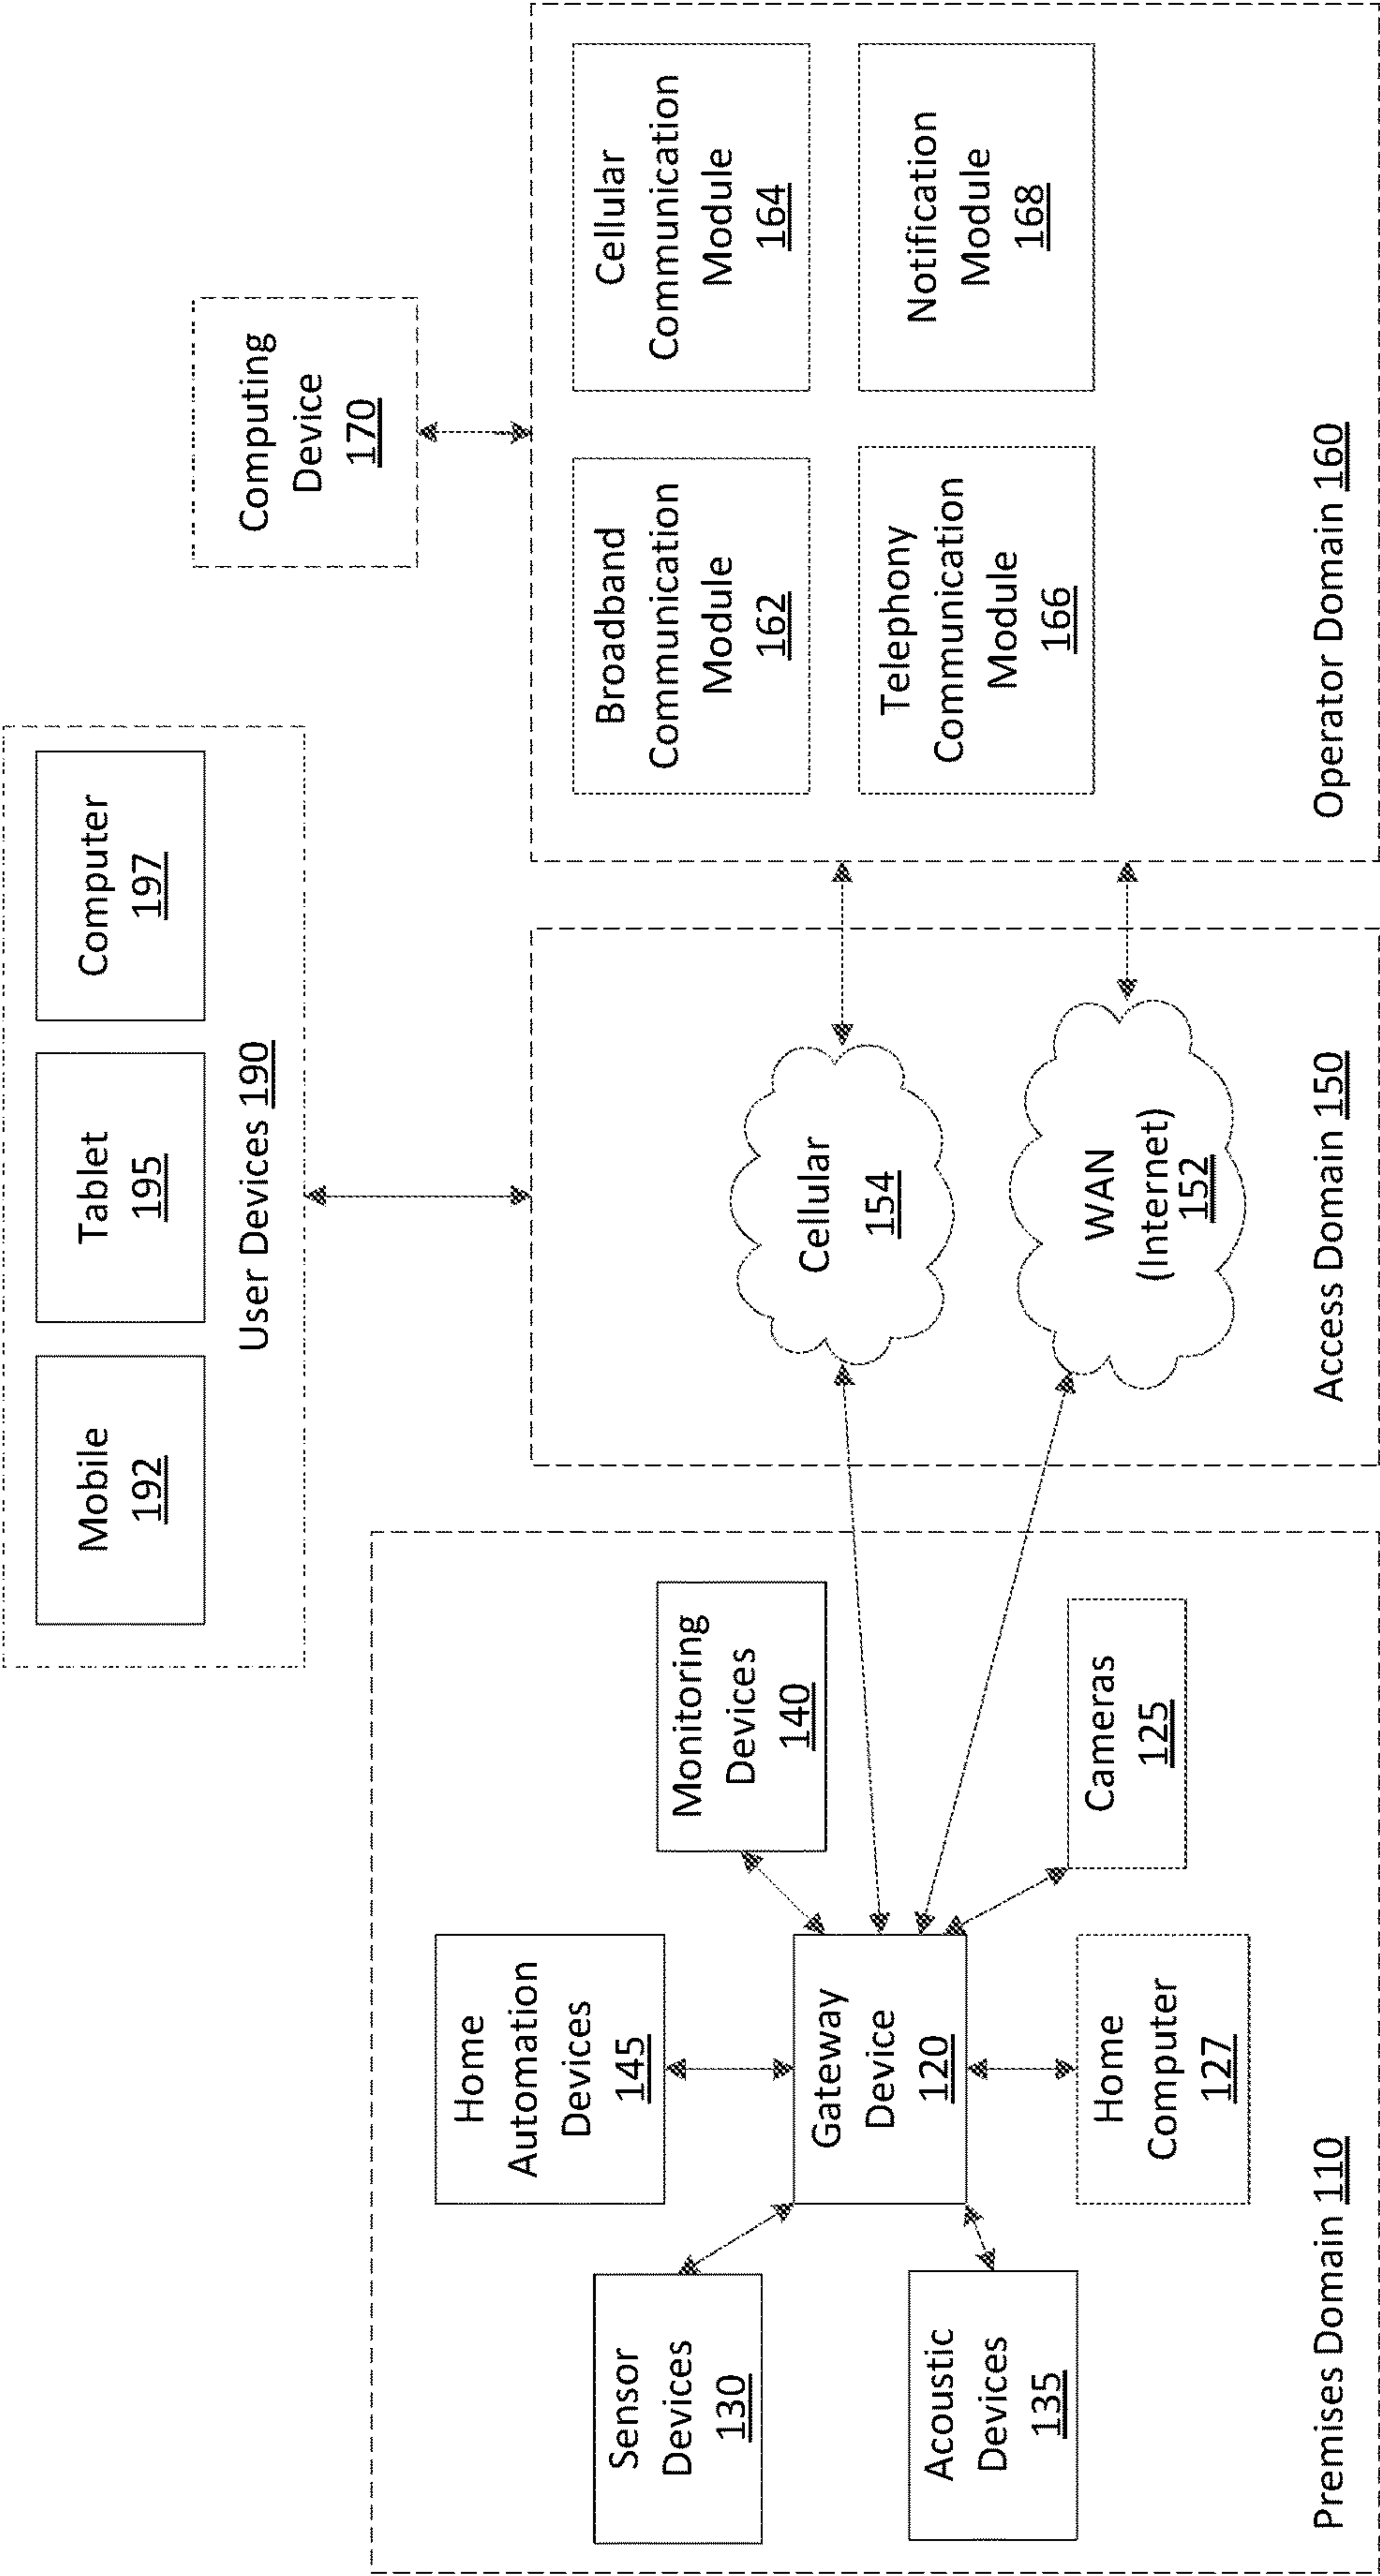 Mobile
192
Tablet
195
Computer
197
User Devices 190
Computing
Device
170
Home
Automation
Devices
145
Monitoring
Devices
140
Sensor
Devices
130
Gateway
Device
120
Acoustic
Devices
135
Home
Computer
127
Cameras
125
Premises Domain 110
Cellular
154
WAN
(Internet)
152
Access Domain 150
Broadband
Communication
Module
162
Cellular
Communication
Module
164
Telephony
Communication
Module
166
Notification
Module
168
Operator Domain 160